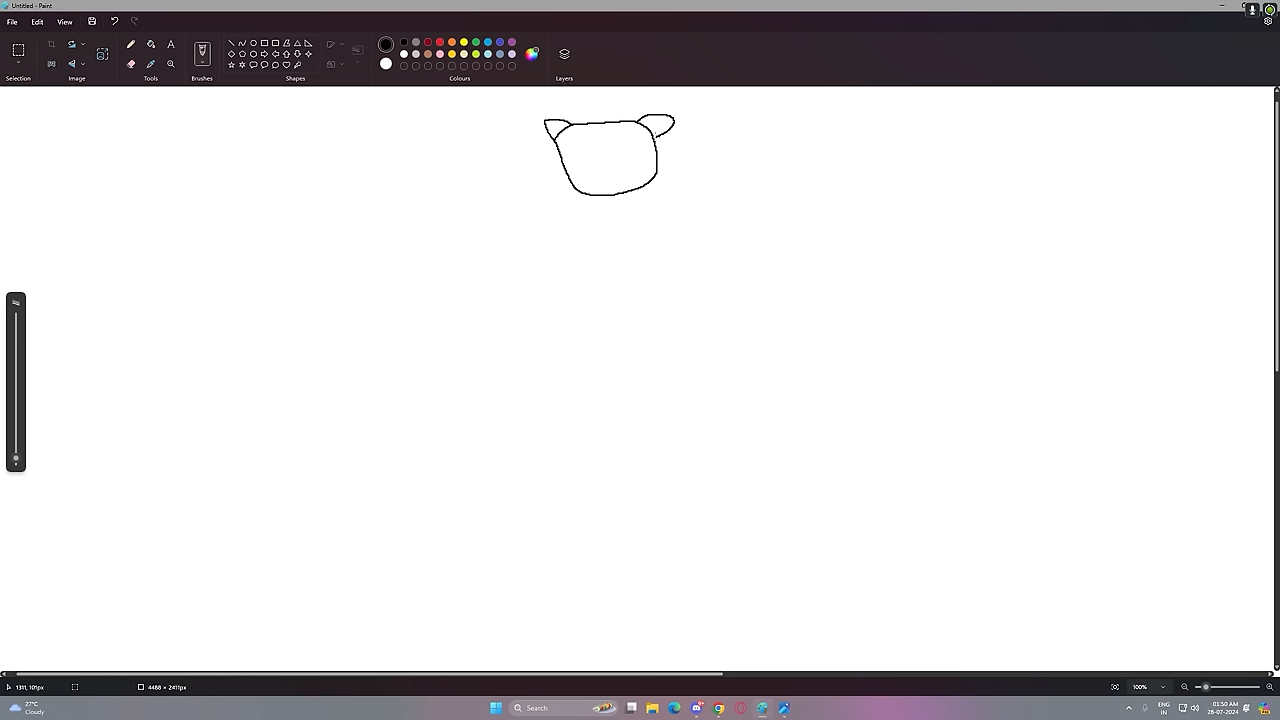 Untitled - Paint
File Edit View
Selection Image Tools Brushes Shapes Colours Layers
1311, 101px 4488 × 2411px 100%
27°C
Cloudy
Search
ENG
IN
01:50 AM
28-07-2024